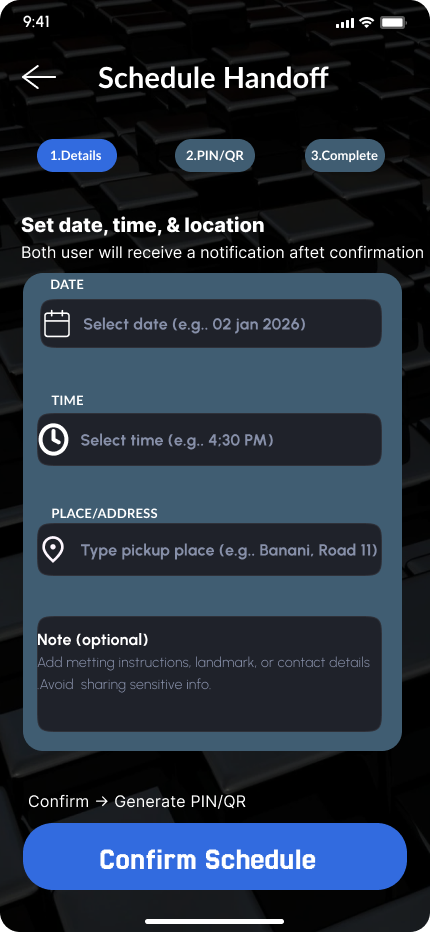 9:41
Schedule Handoff
1.Details
2.PIN/QR
3.Complete
Set date, time, & location
Both user will receive a notification aftet confirmation
DATE
Select date (e.g.. 02 jan 2026)
TIME
Select time (e.g.. 4;30 PM)
PLACE/ADDRESS
Type pickup place (e.g.. Banani, Road 11)
Note (optional)
Add metting instructions, landmark, or contact details
.Avoid  sharing sensitive info.
Confirm → Generate PIN/QR
Confirm Schedule